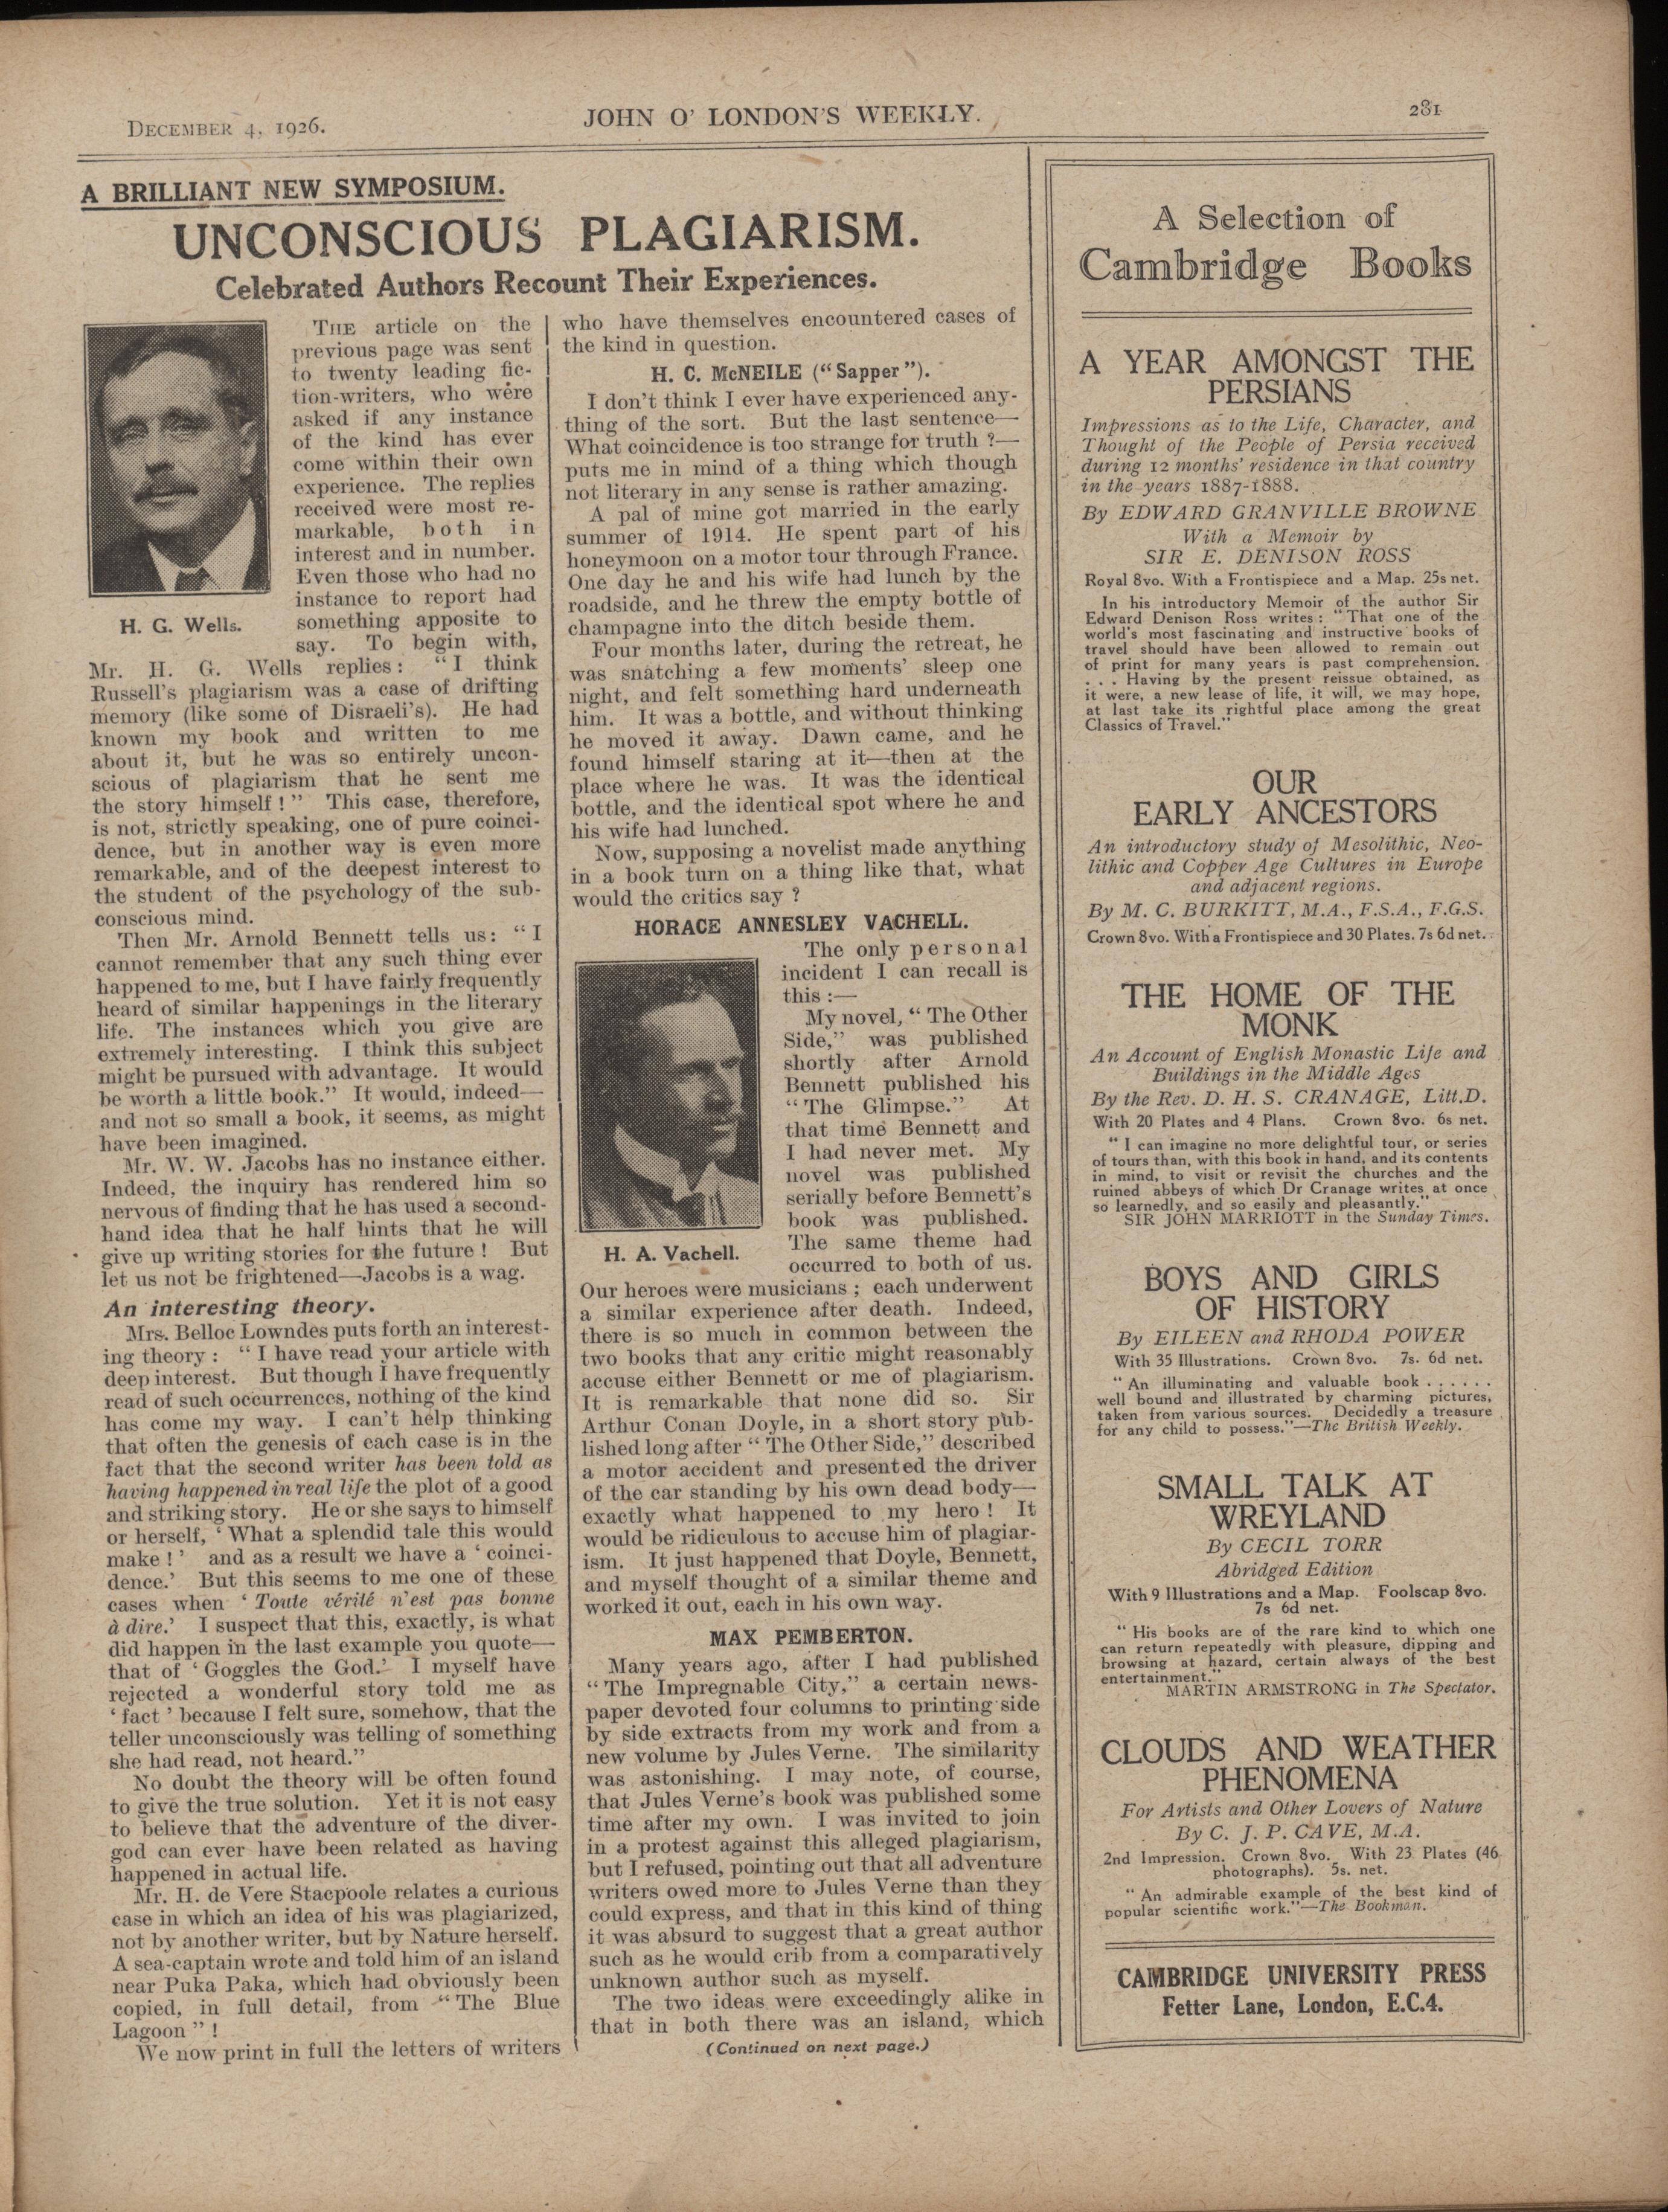 DECEMBER 4, 1926.
JOHN O' LONDON'S WEEKLY.
281
A BRILLIANT NEW SYMPOSIUM.
UNCONSCIOUS PLAGIARISM.
Celebrated Authors Recount Their Experiences.
H. G. Wells.
THE article on the
previous page was sent
to twenty leading fic-
tion-writers, who were
asked if any instance
of the kind has ever
come within their own
experience. The replies
received were most re-
markable, both in
interest and in number.
Even those who had no
instance to report had
something apposite to
say. To begin with,
Mr. H. G. Wells replies: "I think
Russell's plagiarism was a case of drifting
memory (like some of Disraeli's). He had
known my book and written to me
about it, but he was so entirely uncon-
scious of plagiarism that he sent me
the story himself!" This case, therefore,
is not, strictly speaking, one of pure coinci-
dence, but in another way is even more
remarkable, and of the deepest interest to
the student of the psychology of the sub-
conscious mind.
Then Mr. Arnold Bennett tells us: "I
cannot remember that any such thing ever
happened to me, but I have fairly frequently
heard of similar happenings in the literary
life. The instances which you give are
extremely interesting. I think this subject
might be pursued with advantage. It would
be worth a little book." It would, indeed—
and not so small a book, it seems, as might
have been imagined.
Mr. W. W. Jacobs has no instance either.
Indeed, the inquiry has rendered him so
nervous of finding that he has used a second-
hand idea that he half hints that he will
give up writing stories for the future! But
let us not be frightened—Jacobs is a wag.
An interesting theory.
Mrs. Belloc Lowndes puts forth an interest-
ing theory: "I have read your article with
deep interest. But though I have frequently
read of such occurrences, nothing of the kind
has come my way. I can't help thinking
that often the genesis of each case is in the
fact that the second writer has been told as
having happened in real life the plot of a good
and striking story. He or she says to himself
or herself, 'What a splendid tale this would
make!' and as a result we have a 'coinci-
dence.' But this seems to me one of these
cases when 'Toute vérité n'est pas bonne
à dire.' I suspect that this, exactly, is what
did happen in the last example you quote—
that of 'Goggles the God.' I myself have
rejected a wonderful story told me as
'fact' because I felt sure, somehow, that the
teller unconsciously was telling of something
she had read, not heard."
No doubt the theory will be often found
to give the true solution. Yet it is not easy
to believe that the adventure of the diver-
god can ever have been related as having
happened in actual life.
Mr. H. de Vere Stacpoole relates a curious
case in which an idea of his was plagiarized,
not by another writer, but by Nature herself.
A sea-captain wrote and told him of an island
near Puka Paka, which had obviously been
copied, in full detail, from "The Blue
Lagoon"!
We now print in full the letters of writers
who have themselves encountered cases of
the kind in question.
H. C. McNEILE ("Sapper").
I don't think I ever have experienced any-
thing of the sort. But the last sentence—
What coincidence is too strange for truth?—
puts me in mind of a thing which though
not literary in any sense is rather amazing.
A pal of mine got married in the early
summer of 1914. He spent part of his
honeymoon on a motor tour through France.
One day he and his wife had lunch by the
roadside, and he threw the empty bottle of
champagne into the ditch beside them.
Four months later, during the retreat, he
was snatching a few moments' sleep one
night, and felt something hard underneath
him. It was a bottle, and without thinking
he moved it away. Dawn came, and he
found himself staring at it—then at the
place where he was. It was the identical
bottle, and the identical spot where he and
his wife had lunched.
Now, supposing a novelist made anything
in a book turn on a thing like that, what
would the critics say?
HORACE ANNESLEY VACHELL.
H. A. Vachell.
The only personal
incident I can recall is
this:—
My novel, "The Other
Side," was published
shortly after Arnold
Bennett published his
"The Glimpse." At
that time Bennett and
I had never met. My
novel was published
serially before Bennett's
book was published.
The same theme had
occurred to both of us.
Our heroes were musicians; each underwent
a similar experience after death. Indeed,
there is so much in common between the
two books that any critic might reasonably
accuse either Bennett or me of plagiarism.
It is remarkable that none did so. Sir
Arthur Conan Doyle, in a short story pub-
lished long after "The Other Side," described
a motor accident and presented the driver
of the car standing by his own dead body—
exactly what happened to my hero! It
would be ridiculous to accuse him of plagiar-
ism. It just happened that Doyle, Bennett,
and myself thought of a similar theme and
worked it out, each in his own way.
MAX PEMBERTON.
Many years ago, after I had published
"The Impregnable City," a certain news-
paper devoted four columns to printing side
by side extracts from my work and from a
new volume by Jules Verne. The similarity
was astonishing. I may note, of course,
that Jules Verne's book was published some
time after my own. I was invited to join
in a protest against this alleged plagiarism,
but I refused, pointing out that all adventure
writers owed more to Jules Verne than they
could express, and that in this kind of thing
it was absurd to suggest that a great author
such as he would crib from a comparatively
unknown author such as myself.
The two ideas were exceedingly alike in
that in both there was an island, which
(Continued on next page.)
A Selection of
Cambridge Books
A YEAR AMONGST THE
PERSIANS
Impressions as to the Life, Character, and
Thought of the People of Persia received
during 12 months' residence in that country
in the years 1887-1888.
By EDWARD GRANVILLE BROWNE
With a Memoir by
SIR E. DENISON ROSS
Royal 8vo. With a Frontispiece and a Map. 25s net.
In his introductory Memoir of the author Sir
Edward Denison Ross writes: "That one of the
world's most fascinating and instructive books of
travel should have been allowed to remain out
of print for many years is past comprehension.
. . . Having by the present reissue obtained, as
it were, a new lease of life, it will, we may hope,
at last take its rightful place among the great
Classics of Travel."
OUR
EARLY ANCESTORS
An introductory study of Mesolithic, Neo-
lithic and Copper Age Cultures in Europe
and adjacent regions.
By M. C. BURKITT, M.A., F.S.A., F.G.S.
Crown 8vo. With a Frontispiece and 30 Plates. 7s 6d net.
THE HOME OF THE
MONK
An Account of English Monastic Life and
Buildings in the Middle Ages
By the Rev. D. H. S. CRANAGE, Litt.D.
With 20 Plates and 4 Plans. Crown 8vo. 6s net.
"I can imagine no more delightful tour, or series
of tours than, with this book in hand, and its contents
in mind, to visit or revisit the churches and the
ruined abbeys of which Dr Cranage writes at once
so learnedly, and so easily and pleasantly."
SIR JOHN MARRIOTT in the Sunday Times.
BOYS AND GIRLS
OF HISTORY
By EILEEN and RHODA POWER
With 35 Illustrations. Crown 8vo. 7s. 6d net.
"An illuminating and valuable book . . . . . .
well bound and illustrated by charming pictures,
taken from various sources. Decidedly a treasure
for any child to possess."—The British Weekly.
SMALL TALK AT
WREYLAND
By CECIL TORR
Abridged Edition
With 9 Illustrations and a Map. Foolscap 8vo.
7s 6d net.
"His books are of the rare kind to which one
can return repeatedly with pleasure, dipping and
browsing at hazard, certain always of the best
entertainment."
MARTIN ARMSTRONG in The Spectator.
CLOUDS AND WEATHER
PHENOMENA
For Artists and Other Lovers of Nature
By C. J. P. CAVE, M.A.
2nd Impression. Crown 8vo. With 23 Plates (46
photographs). 5s. net.
"An admirable example of the best kind of
popular scientific work."—The Bookman.
CAMBRIDGE UNIVERSITY PRESS
Fetter Lane, London, E.C.4.